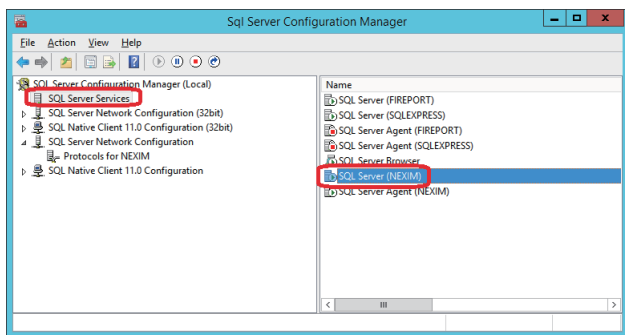 Sql Server Configuration Manager
File Action View Help
SQL Server Configuration Manager (Local)
SQL Server Services
SQL Server Network Configuration (32bit)
SQL Native Client 11.0 Configuration (32bit)
SQL Server Network Configuration
Protocols for NEXIM
SQL Native Client 11.0 Configuration
Name
SQL Server (FIREPORT)
SQL Server (SQLEXPRESS)
SQL Server Agent (FIREPORT)
SQL Server Agent (SQLEXPRESS)
SQL Server Browser
SQL Server (NEXIM)
SQL Server Agent (NEXIM)